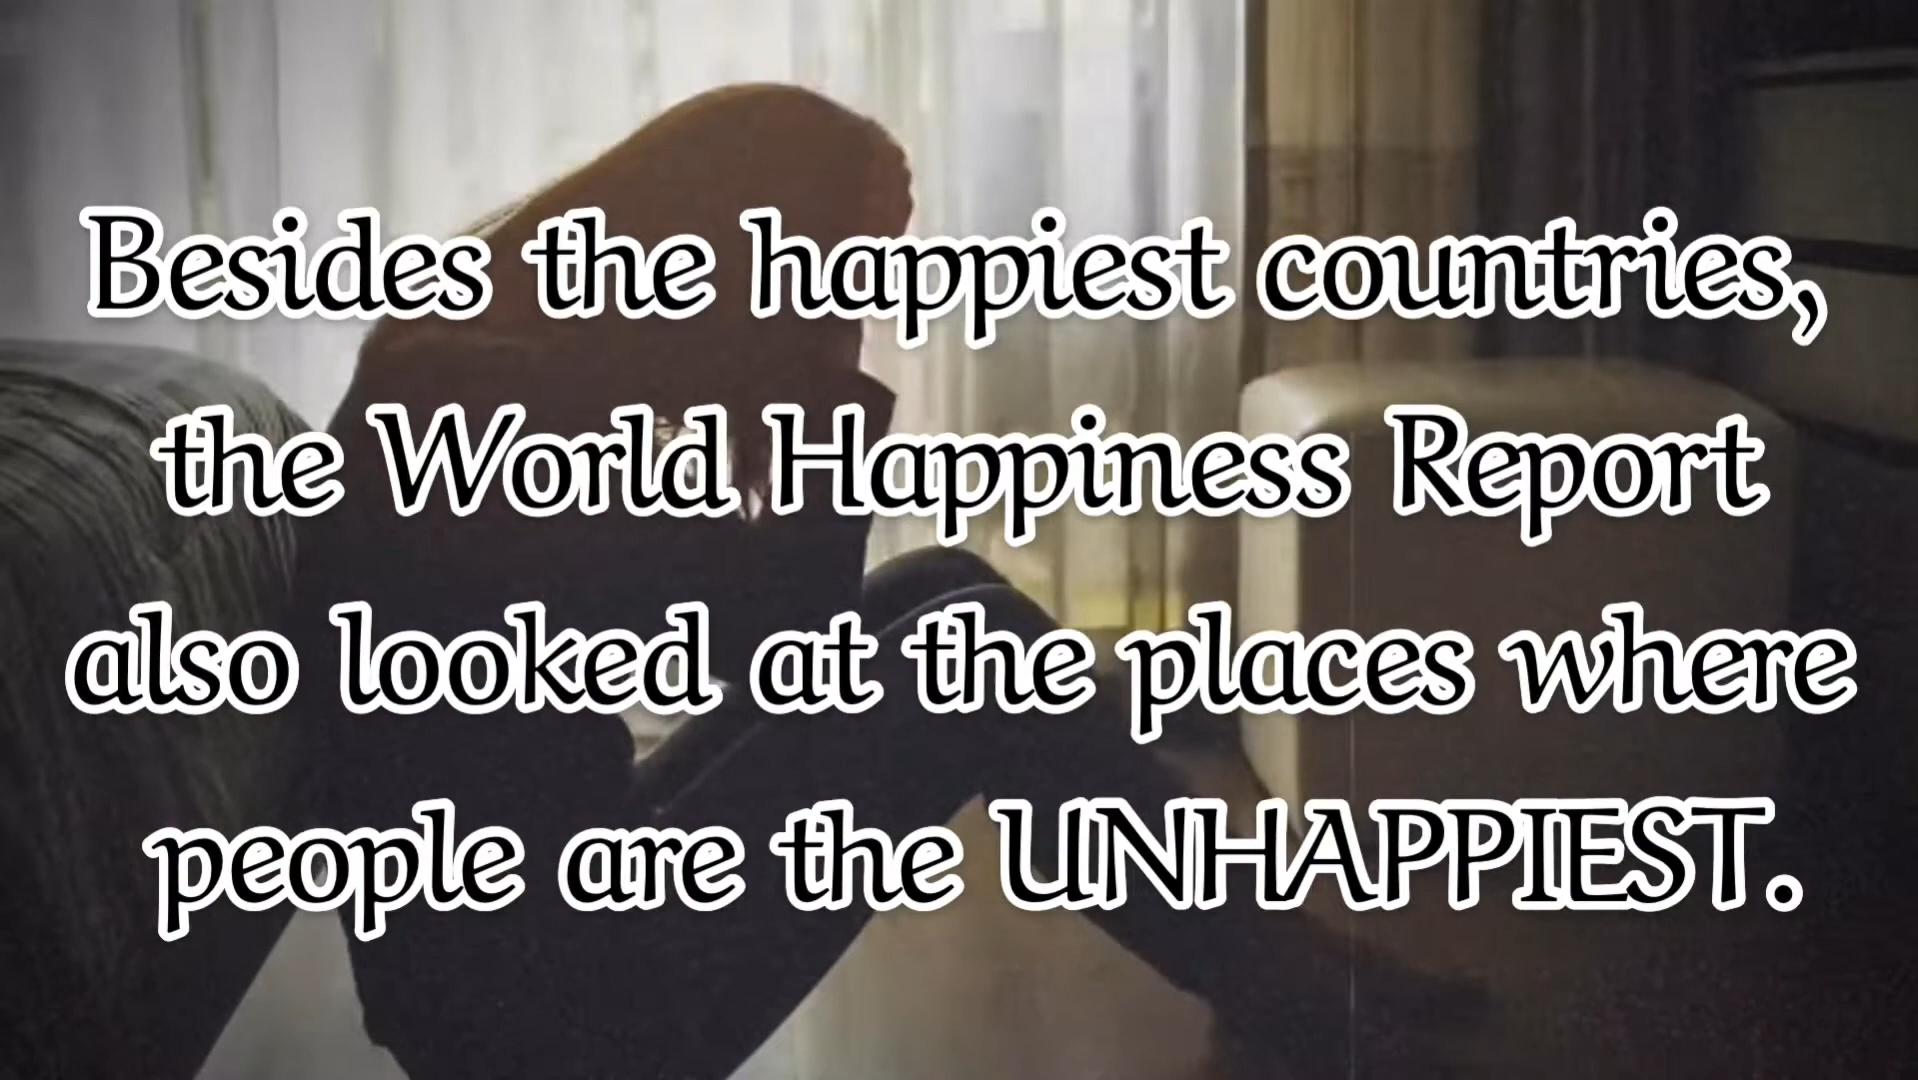 Besides the happiest countries,
the World Happiness Report
also looked at the places where
people are the UNHAPPIEST.